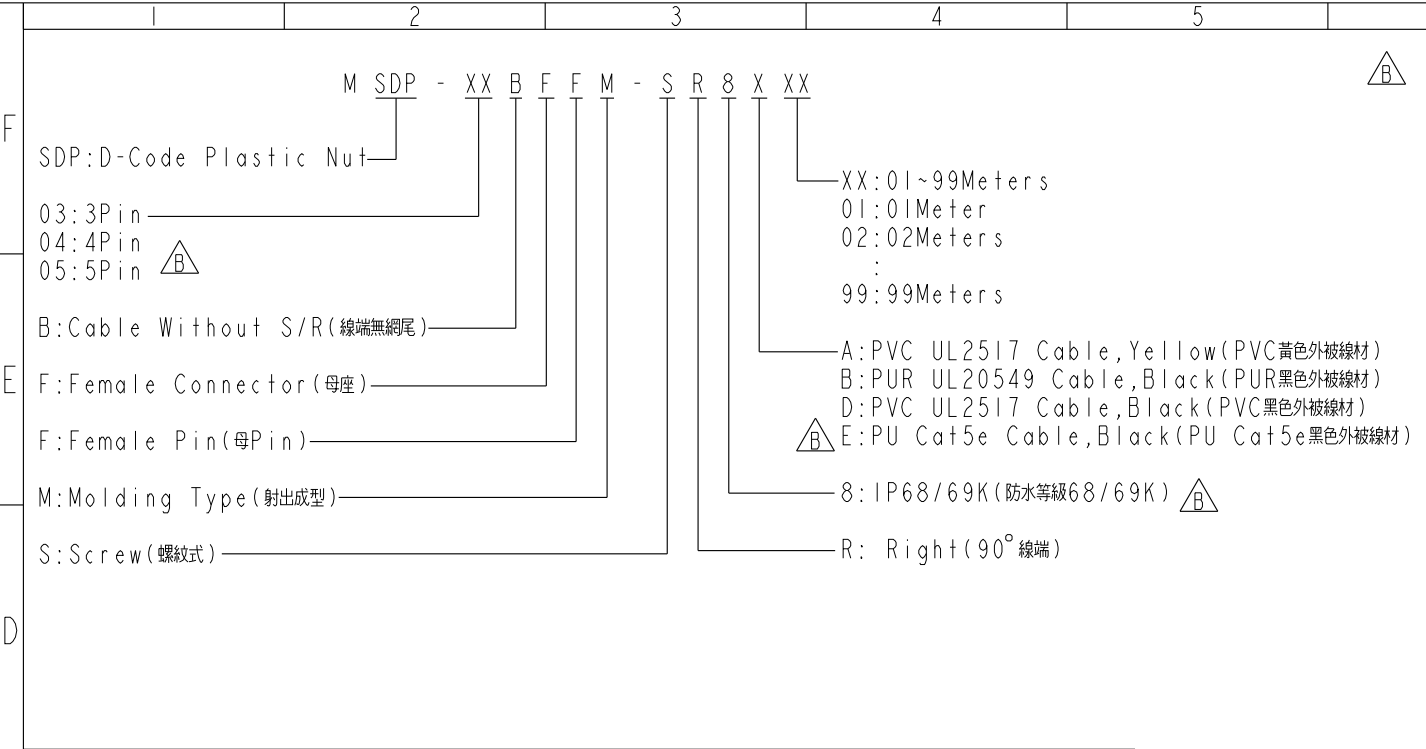 1 2 3 4 5
B
M SDP - XX B F F M - S R 8 X XX
F
SDP:D-Code Plastic Nut
XX:01~99Meters
03:3Pin
01:01Meter
04:4Pin
02:02Meters
05:5Pin B
:
99:99Meters
B:Cable Without S/R(線端無網尾)
A:PVC UL2517 Cable,Yellow(PVC黃色外被線材)
E
F:Female Connector(母座)
B:PUR UL20549 Cable,Black(PUR黑色外被線材)
D:PVC UL2517 Cable,Black(PVC黑色外被線材)
F:Female Pin(母Pin)
B E:PU Cat5e Cable,Black(PU Cat5e黑色外被線材)
M:Molding Type(射出成型)
8:IP68/69K(防水等級68/69K) B
S:Screw(螺紋式)
R: Right(90°線端)
D